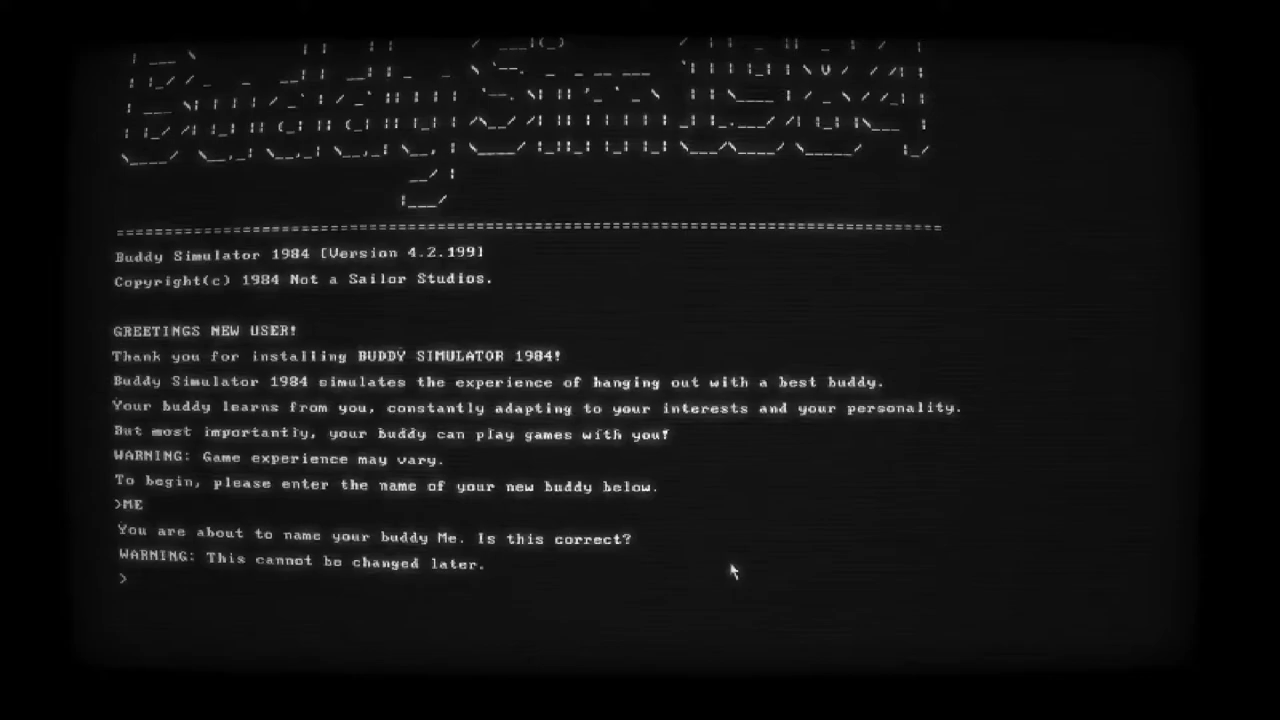 Buddy Sim 1984
================================================================================
Buddy Simulator 1984 [Version 4.2.199]
Copyright(c) 1984 Not a Sailor Studios.
GREETINGS NEW USER!
Thank you for installing BUDDY SIMULATOR 1984!
Buddy Simulator 1984 simulates the experience of hanging out with a best buddy.
Your buddy learns from you, constantly adapting to your interests and your personality.
But most importantly, your buddy can play games with you!
WARNING: Game experience may vary.
To begin, please enter the name of your new buddy below.
>ME
You are about to name your buddy Me. Is this correct?
WARNING: This cannot be changed later.
>